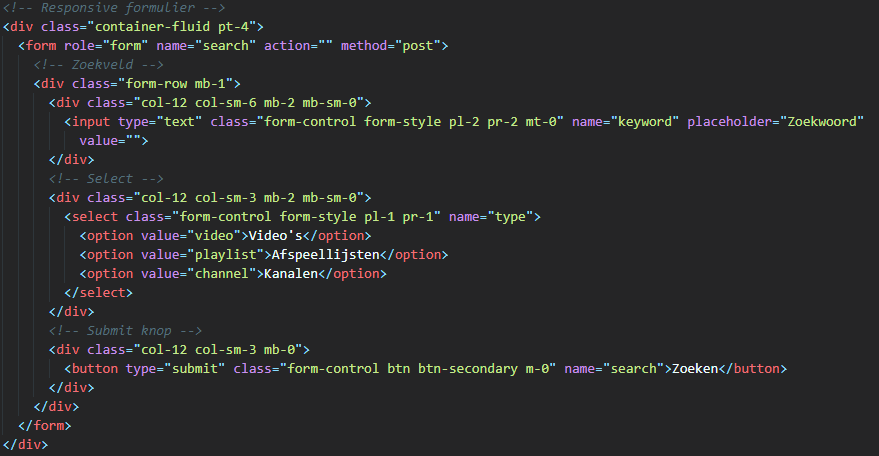 <!-- Responsive formulier -->
<div class="container-fluid pt-4">
  <form role="form" name="search" action="" method="post">
    <!-- Zoekveld -->
    <div class="form-row mb-1">
      <div class="col-12 col-sm-6 mb-2 mb-sm-0">
        <input type="text" class="form-control form-style pl-2 pr-2 mt-0" name="keyword" placeholder="Zoekwoord"
          value="">
      </div>
      <!-- Select -->
      <div class="col-12 col-sm-3 mb-2 mb-sm-0">
        <select class="form-control form-style pl-1 pr-1" name="type">
          <option value="video">Video's</option>
          <option value="playlist">Afspeellijsten</option>
          <option value="channel">Kanalen</option>
        </select>
      </div>
      <!-- Submit knop -->
      <div class="col-12 col-sm-3 mb-0">
        <button type="submit" class="form-control btn btn-secondary m-0" name="search">Zoeken</button>
      </div>
    </div>
  </form>
</div>